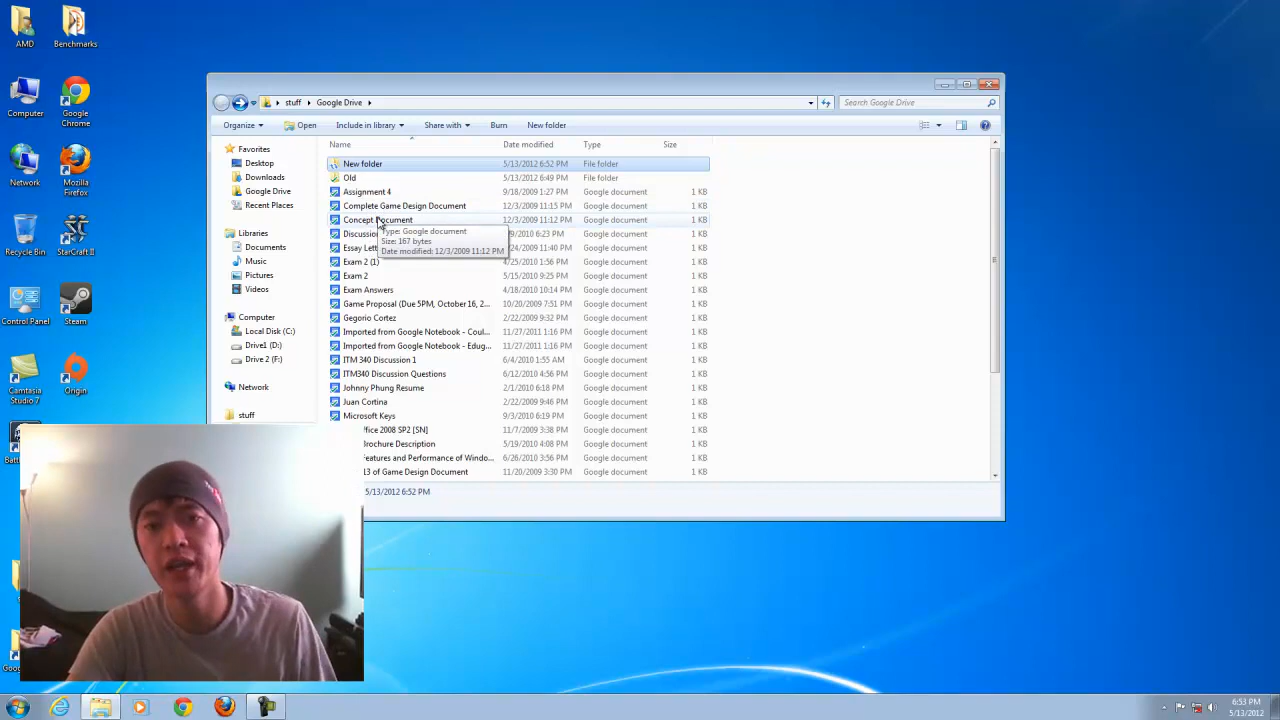 AMD
Benchmarks
Computer
Google Chrome
Network
Mozilla Firefox
Recycle Bin
StarCraft II
Control Panel
Steam
Camtasia Studio 7
Origin
stuff
Google Drive
Search Google Drive
Organize
Open
Include in library
Share with
Burn
New folder
Name
Date modified
Type
Size
Favorites
Desktop
Downloads
Google Drive
Recent Places
Libraries
Documents
Music
Pictures
Videos
Computer
Local Disk (C:)
Drive1 (D:)
Drive 2 (F:)
Network
stuff
New folder 5/13/2012 6:52 PM File folder
Old 5/13/2012 6:49 PM File folder
Assignment 4 9/18/2009 1:27 PM Google document 1 KB
Complete Game Design Document 12/3/2009 11:15 PM Google document 1 KB
Concept Document 12/3/2009 11:12 PM Google document 1 KB
Discussion /9/2010 6:23 PM Google document 1 KB
Essay Lett /24/2009 11:40 PM Google document 1 KB
Exam 2 (1) 4/25/2010 1:56 PM Google document 1 KB
Exam 2 5/15/2010 9:25 PM Google document 1 KB
Exam Answers 4/18/2010 10:14 PM Google document 1 KB
Game Proposal (Due 5PM, October 16, 2... 10/20/2009 7:51 PM Google document 1 KB
Gegorio Cortez 2/22/2009 9:32 PM Google document 1 KB
Imported from Google Notebook - Coul... 11/27/2011 1:16 PM Google document 1 KB
Imported from Google Notebook - Edug... 11/27/2011 1:16 PM Google document 1 KB
ITM 340 Discussion 1 6/4/2010 1:55 AM Google document 1 KB
ITM340 Discussion Questions 6/12/2010 4:56 PM Google document 1 KB
Johnny Phung Resume 2/1/2010 6:18 PM Google document 1 KB
Juan Cortina 2/22/2009 9:46 PM Google document 1 KB
Microsoft Keys 9/3/2010 6:19 PM Google document 1 KB
ffice 2008 SP2 [SN] 11/7/2009 3:38 PM Google document 1 KB
Brochure Description 5/19/2010 4:08 PM Google document 1 KB
Features and Performance of Windo... 6/26/2010 3:56 PM Google document 1 KB
13 of Game Design Document 11/20/2009 3:30 PM Google document 1 KB
Type: Google document
Size: 167 bytes
Date modified: 12/3/2009 11:12 PM
5/13/2012 6:52 PM
6:53 PM
5/13/2012